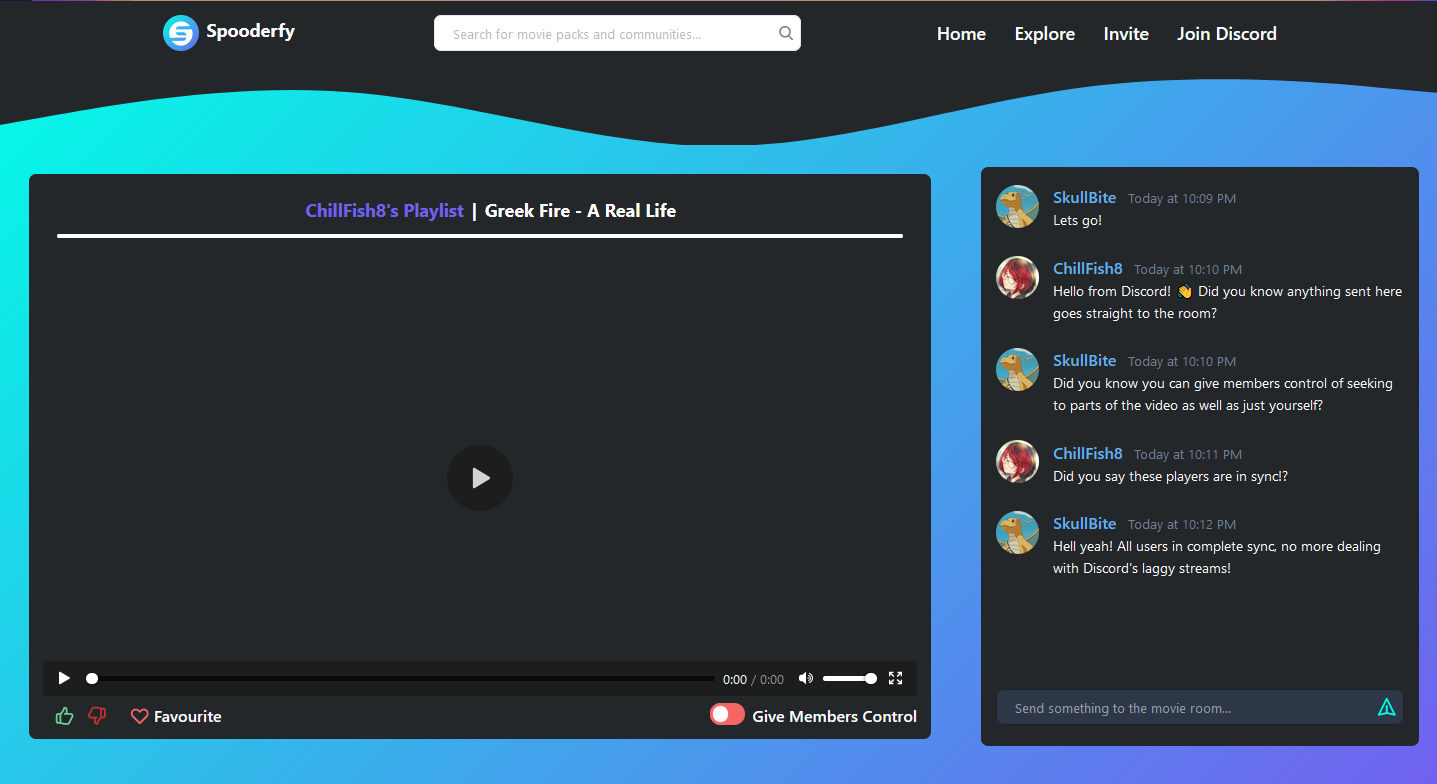 Spooderfy
Search for movie packs and communities...
Home Explore Invite Join Discord
ChillFish8's Playlist | Greek Fire - A Real Life
0:00 / 0:00
Favourite
Give Members Control
SkullBite Today at 10:09 PM
Lets go!
ChillFish8 Today at 10:10 PM
Hello from Discord! 👏 Did you know anything sent here
goes straight to the room?
SkullBite Today at 10:10 PM
Did you know you can give members control of seeking
to parts of the video as well as just yourself?
ChillFish8 Today at 10:11 PM
Did you say these players are in sync!?
SkullBite Today at 10:12 PM
Hell yeah! All users in complete sync, no more dealing
with Discord's laggy streams!
Send something to the movie room...